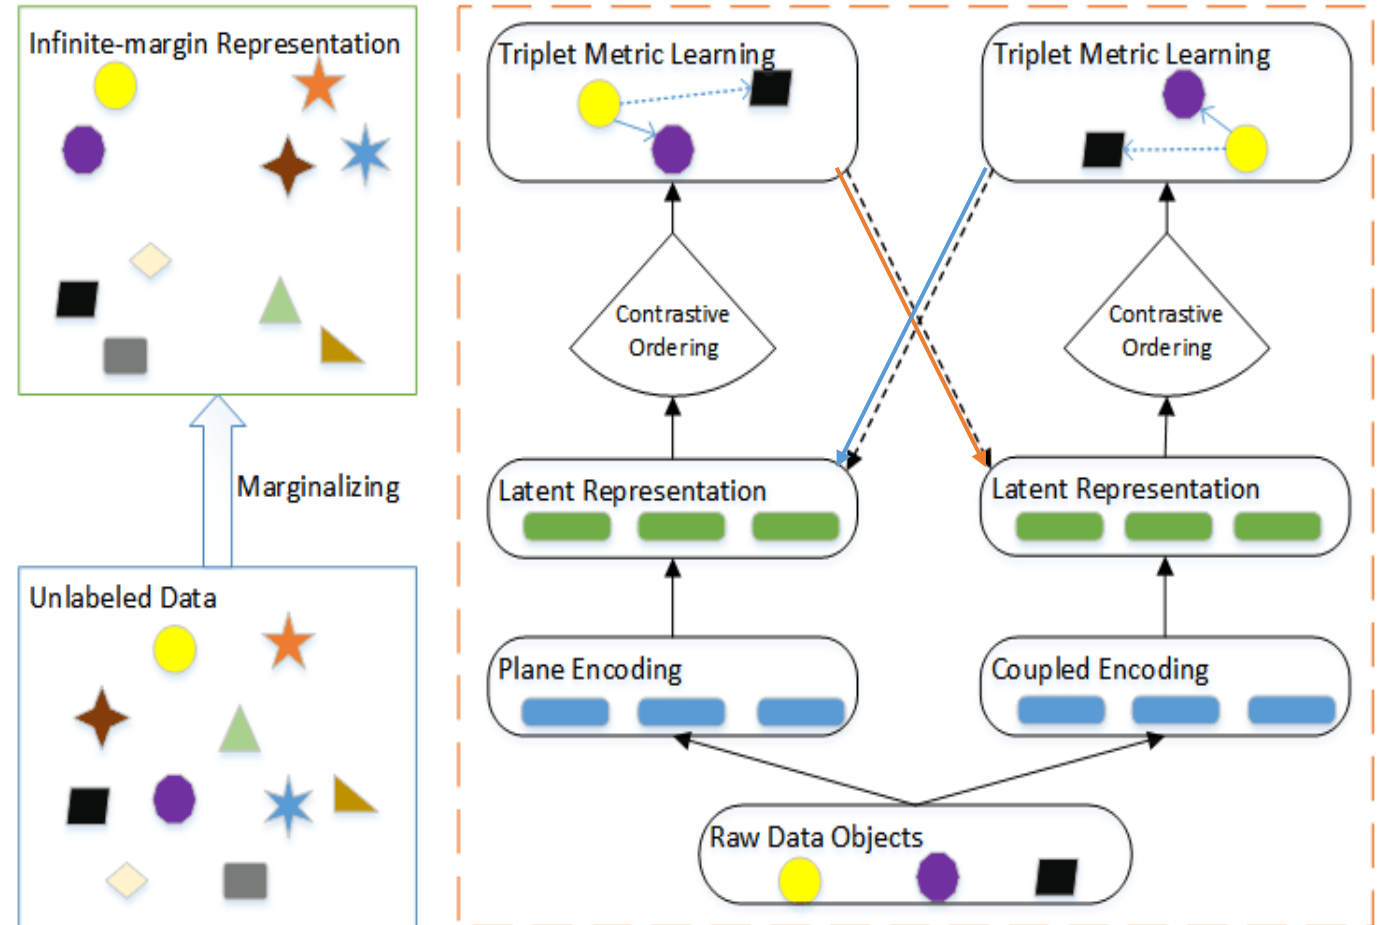 Infinite-margin Representation
Marginalizing
Unlabeled Data
Triplet Metric Learning
Triplet Metric Learning
Contrastive
Ordering
Contrastive
Ordering
Latent Representation
Latent Representation
Plane Encoding
Coupled Encoding
Raw Data Objects